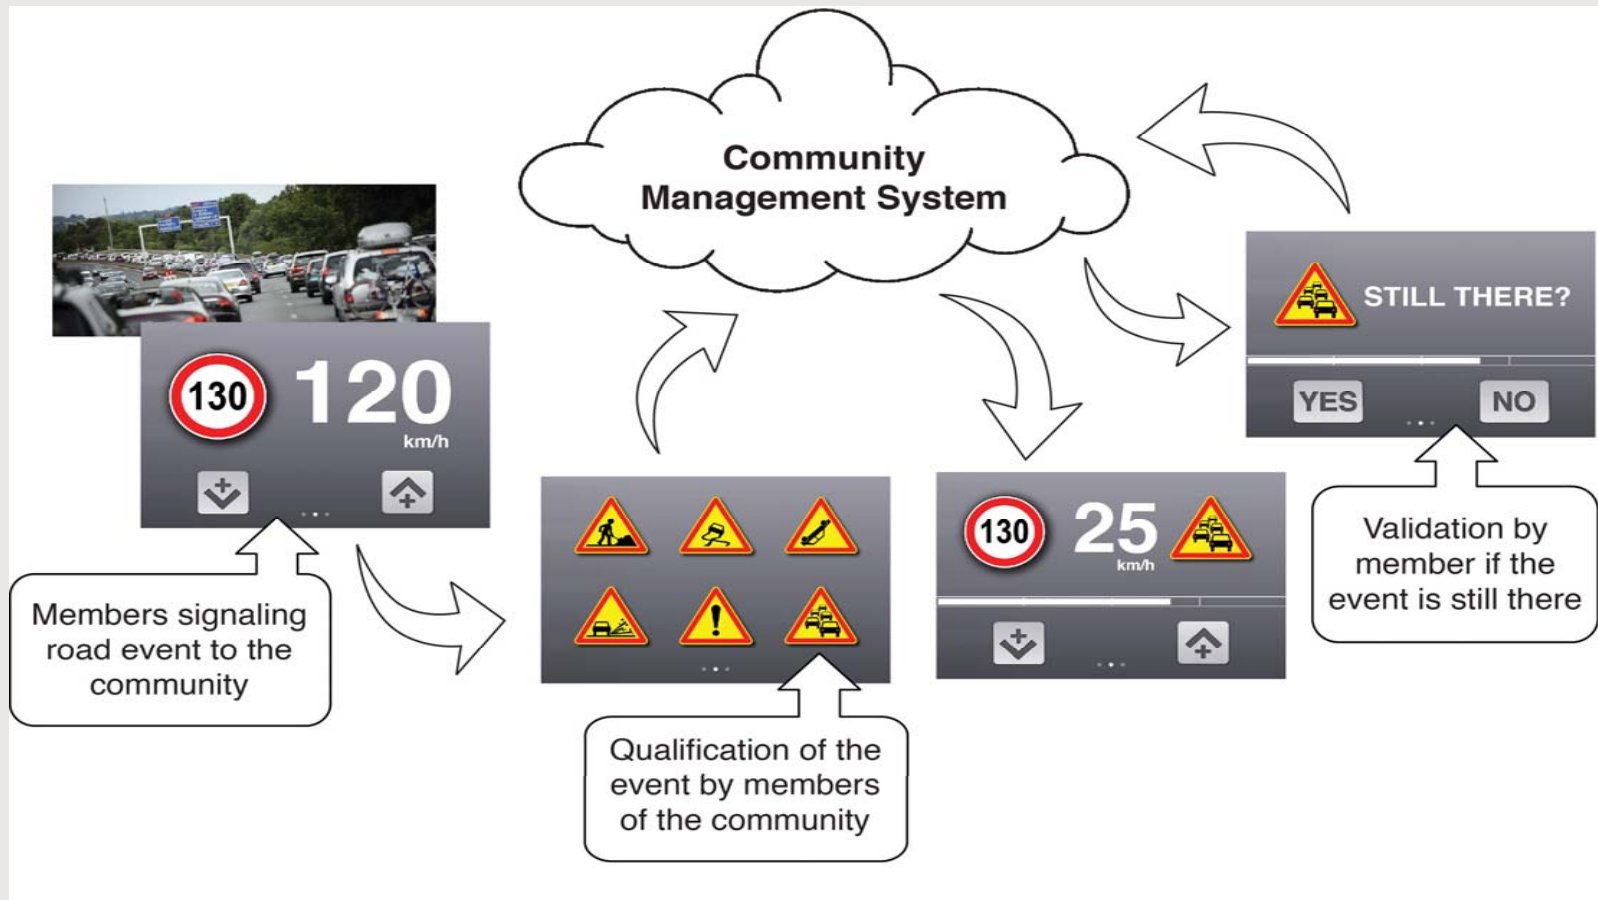 Community
Management System
130
120
km/h
Members signaling
road event to the
community
Qualification of the
event by members
of the community
130
25
km/h
STILL THERE?
YES
NO
Validation by
member if the
event is still there